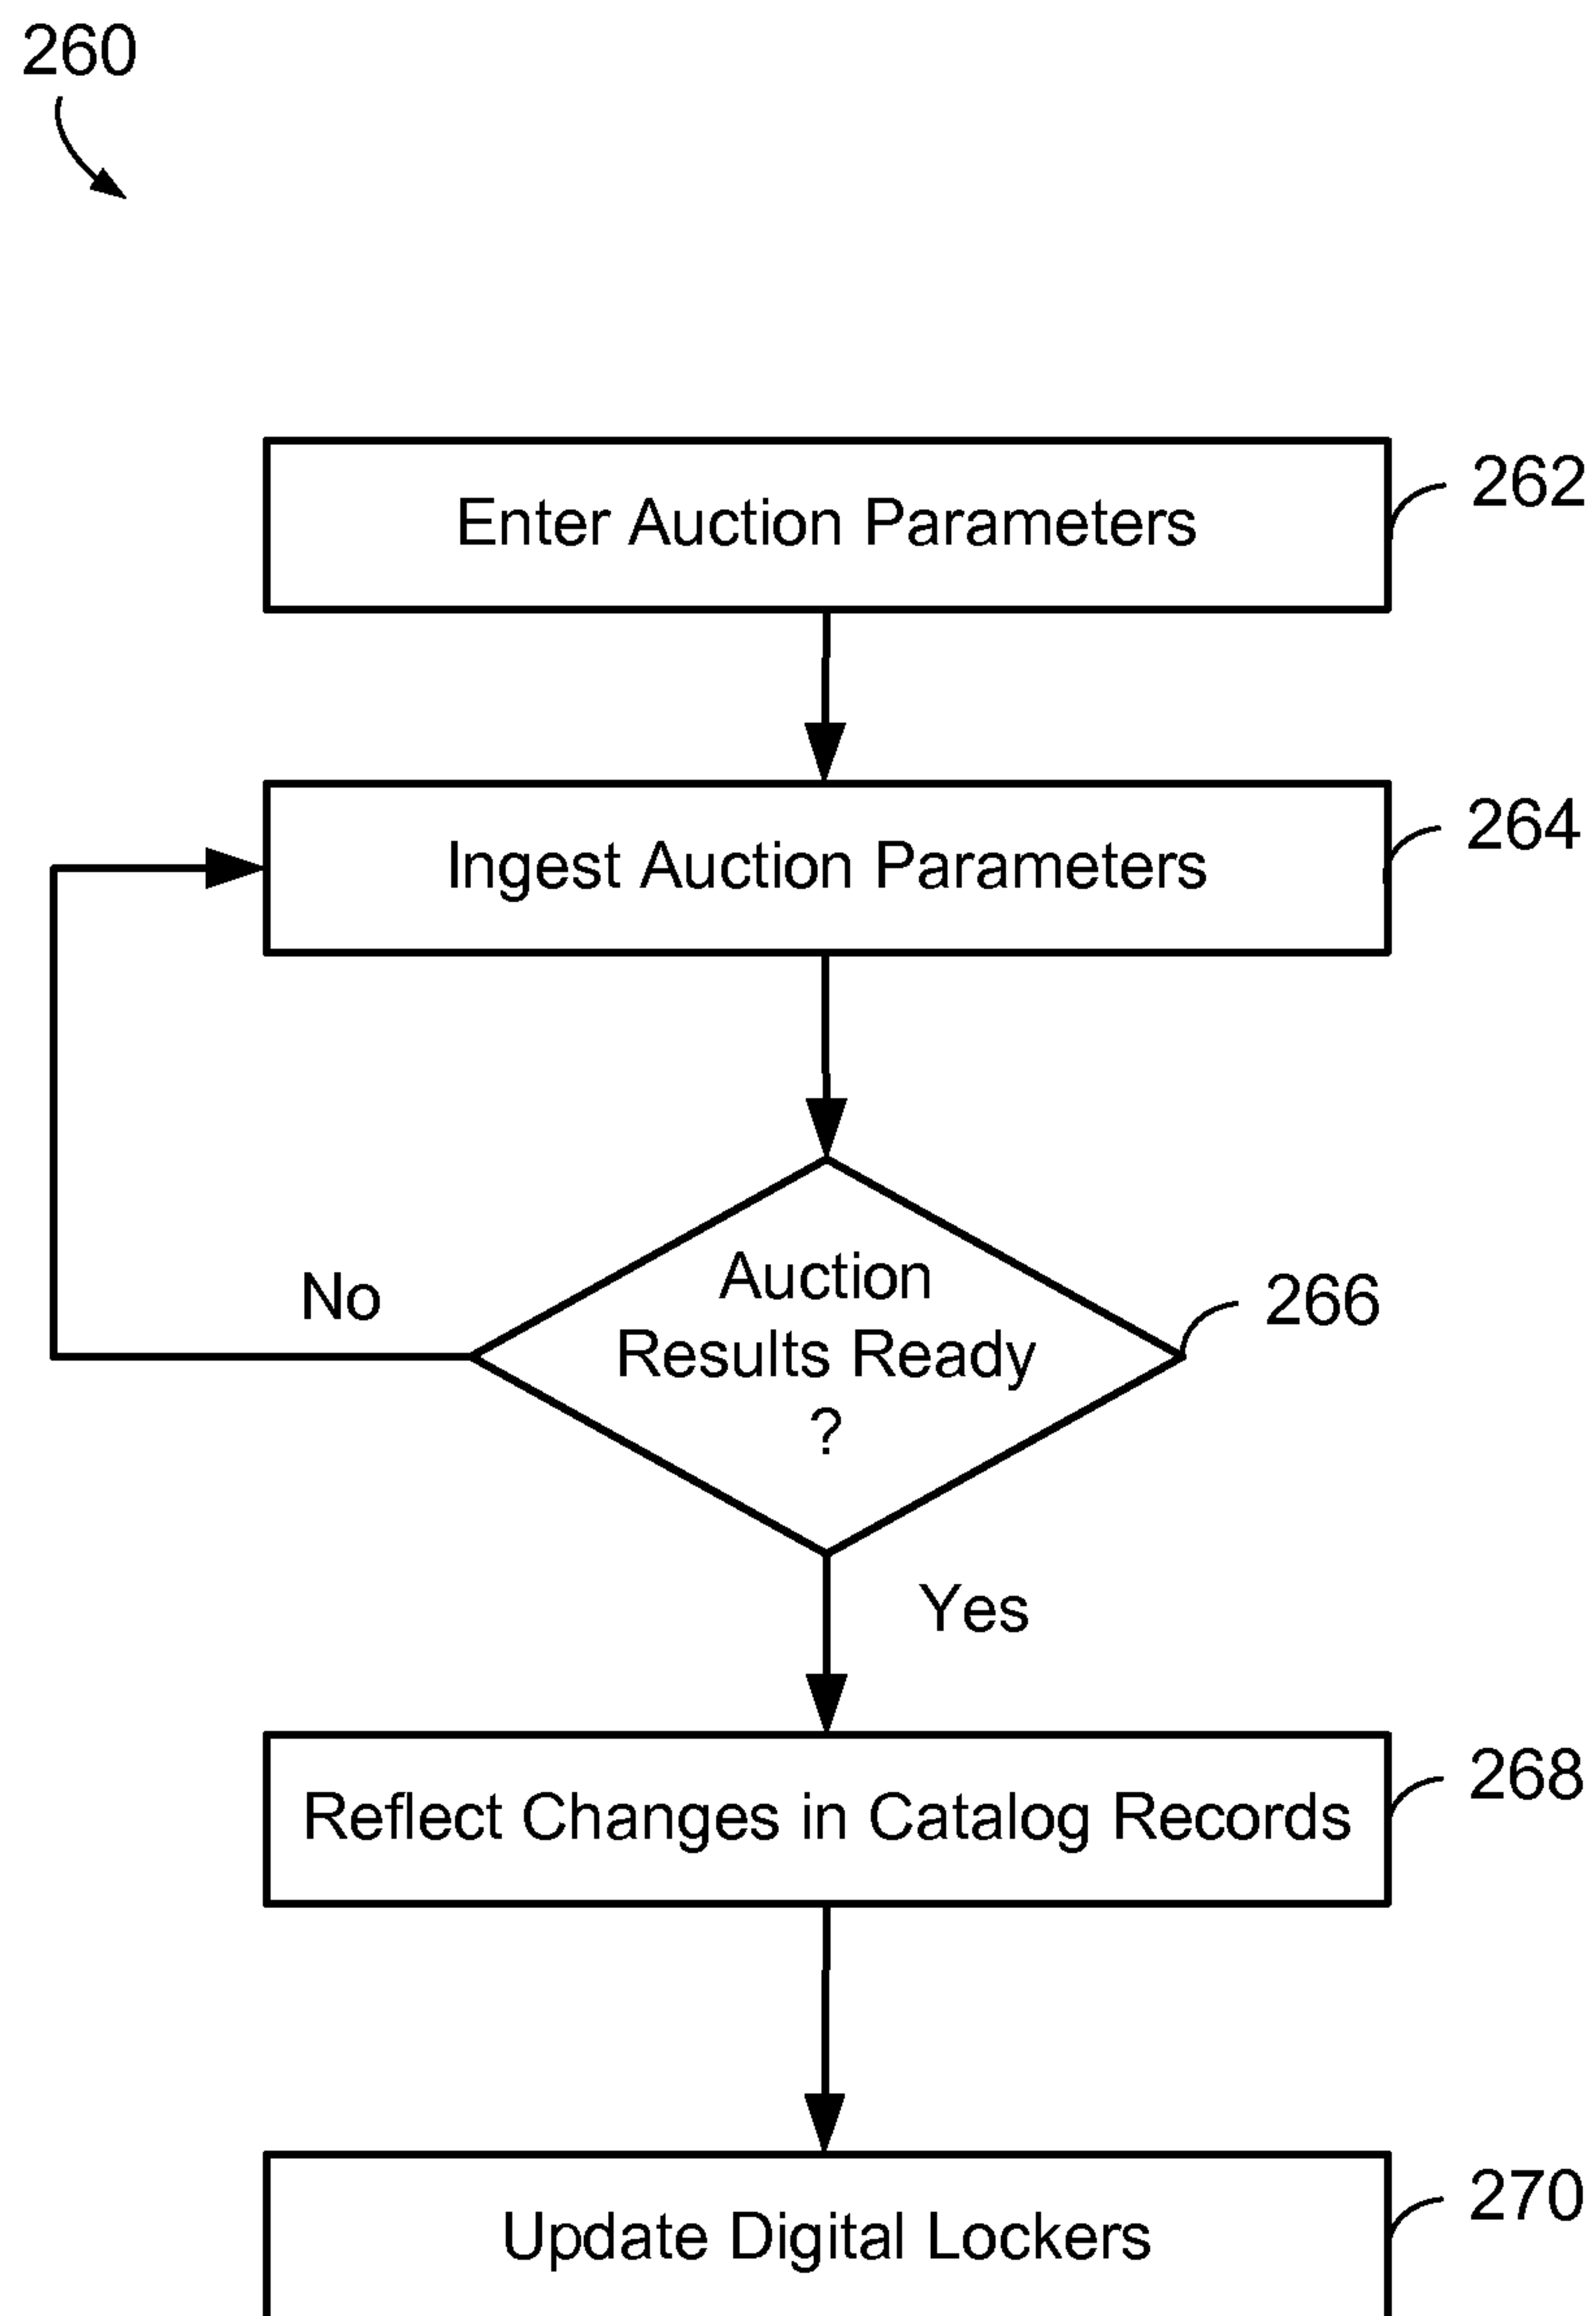 260
Enter Auction Parameters
262
Ingest Auction Parameters
264
Auction
Results Ready
?
266
No
Yes
Reflect Changes in Catalog Records
268
Update Digital Lockers
270